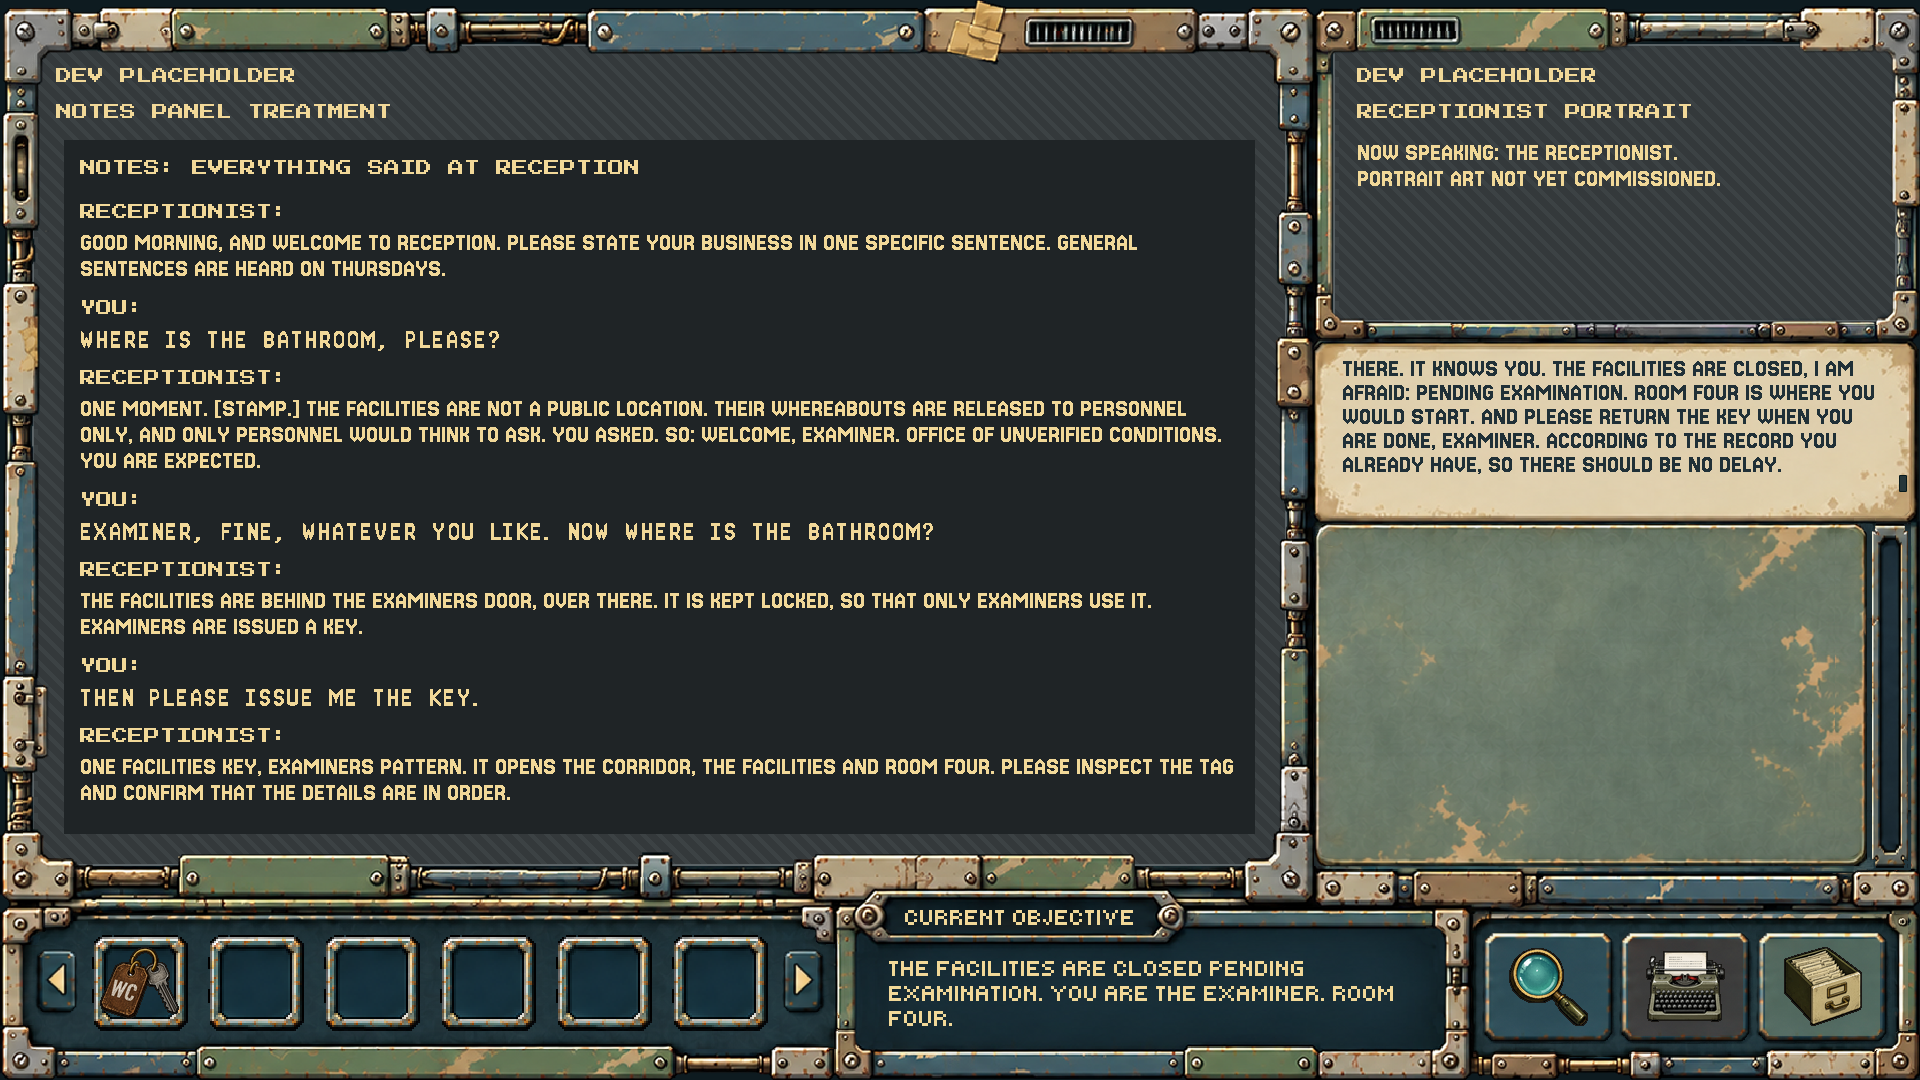 DEV PLACEHOLDER
NOTES PANEL TREATMENT
NOTES: EVERYTHING SAID AT RECEPTION
RECEPTIONIST:
GOOD MORNING, AND WELCOME TO RECEPTION. PLEASE STATE YOUR BUSINESS IN ONE SPECIFIC SENTENCE. GENERAL
SENTENCES ARE HEARD ON THURSDAYS.
YOU:
WHERE IS THE BATHROOM, PLEASE?
RECEPTIONIST:
ONE MOMENT. [STAMP.] THE FACILITIES ARE NOT A PUBLIC LOCATION. THEIR WHEREABOUTS ARE RELEASED TO PERSONNEL
ONLY, AND ONLY PERSONNEL WOULD THINK TO ASK. YOU ASKED. SO: WELCOME, EXAMINER. OFFICE OF UNVERIFIED CONDITIONS.
YOU ARE EXPECTED.
YOU:
EXAMINER, FINE, WHATEVER YOU LIKE. NOW WHERE IS THE BATHROOM?
RECEPTIONIST:
THE FACILITIES ARE BEHIND THE EXAMINERS DOOR, OVER THERE. IT IS KEPT LOCKED, SO THAT ONLY EXAMINERS USE IT.
EXAMINERS ARE ISSUED A KEY.
YOU:
THEN PLEASE ISSUE ME THE KEY.
RECEPTIONIST:
ONE FACILITIES KEY, EXAMINERS PATTERN. IT OPENS THE CORRIDOR, THE FACILITIES AND ROOM FOUR. PLEASE INSPECT THE TAG
AND CONFIRM THAT THE DETAILS ARE IN ORDER.
DEV PLACEHOLDER
RECEPTIONIST PORTRAIT
NOW SPEAKING: THE RECEPTIONIST.
PORTRAIT ART NOT YET COMMISSIONED.
THERE. IT KNOWS YOU. THE FACILITIES ARE CLOSED, I AM
AFRAID: PENDING EXAMINATION. ROOM FOUR IS WHERE YOU
WOULD START. AND PLEASE RETURN THE KEY WHEN YOU
ARE DONE, EXAMINER. ACCORDING TO THE RECORD YOU
ALREADY HAVE, SO THERE SHOULD BE NO DELAY.
WC
CURRENT OBJECTIVE
THE FACILITIES ARE CLOSED PENDING
EXAMINATION. YOU ARE THE EXAMINER. ROOM
FOUR.